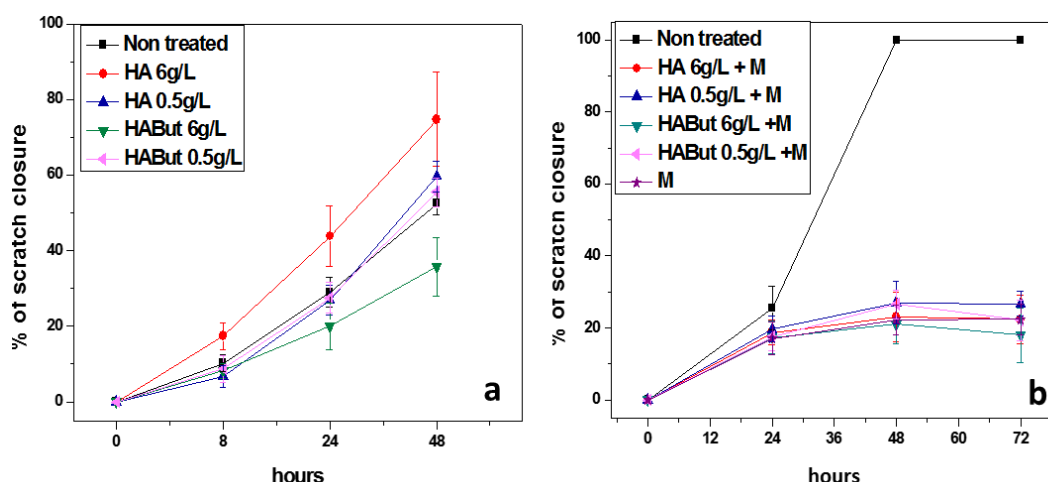 100
80
60
40
20
0
% of scratch closure
Non treated
HA 6g/L
HA 0.5g/L
HABut 6g/L
HABut 0.5g/L
a
0 8 24 48
hours
100
80
60
40
20
0
% of scratch closure
Non treated
HA 6g/L + M
HA 0.5g/L + M
HABut 6g/L +M
HABut 0.5g/L +M
M
b
0 12 24 36 48 60 72
hours